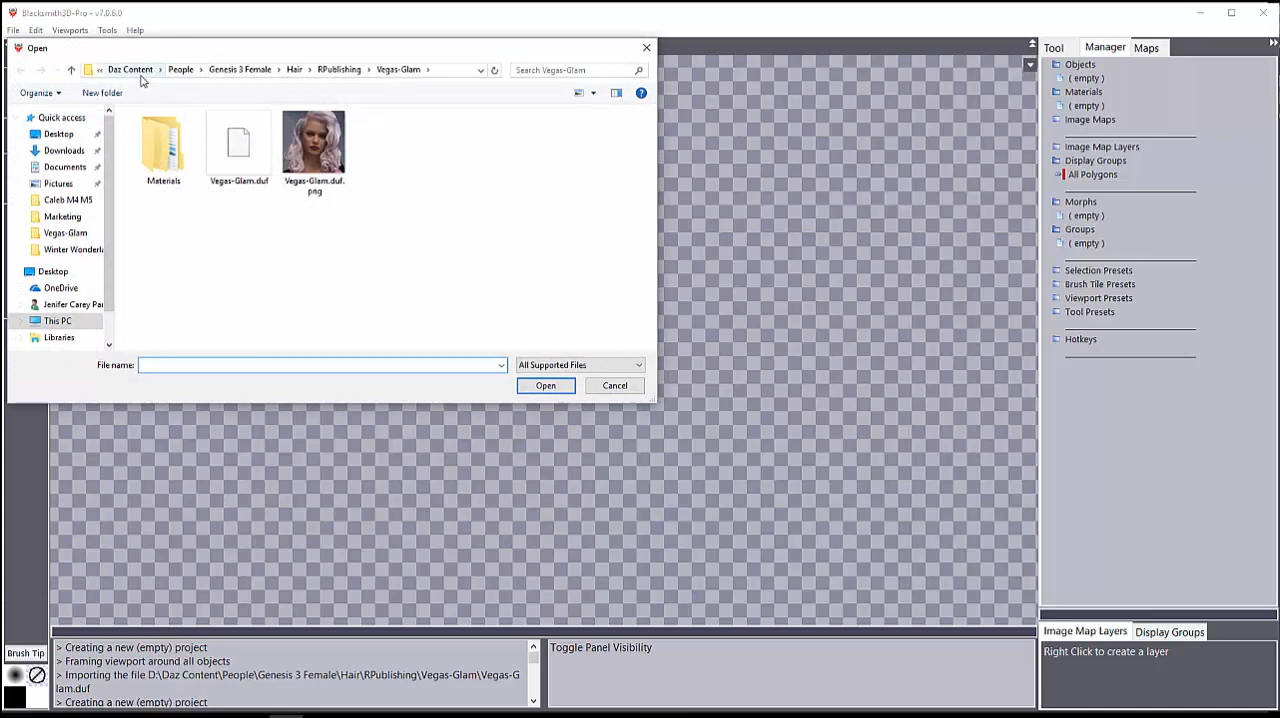 Blacksmith3D-Pro - v7.0.6.0
File Edit Viewports Tools Help
Open
« Daz Content › People › Genesis 3 Female › Hair › RPublishing › Vegas-Glam ›
Search Vegas-Glam
Organize New folder
Quick access
Desktop
Downloads
Documents
Pictures
Caleb M4 M5
Marketing
Vegas-Glam
Winter Wonderla
Desktop
OneDrive
Jenifer Carey Par
This PC
Libraries
Materials
Vegas-Glam.duf
Vegas-Glam.duf.
png
File name:
All Supported Files
Open Cancel
Tool Manager Maps
Objects
( empty )
Materials
( empty )
Image Maps
Image Map Layers
Display Groups
All Polygons
Morphs
( empty )
Groups
( empty )
Selection Presets
Brush Tile Presets
Viewport Presets
Tool Presets
Hotkeys
Image Map Layers Display Groups
Right Click to create a layer
Brush Tip
> Creating a new (empty) project
> Framing viewport around all objects
> Importing the file D:\Daz Content\People\Genesis 3 Female\Hair\RPublishing\Vegas-Glam\Vegas-G
lam.duf
> Creating a new (empty) project
Toggle Panel Visibility